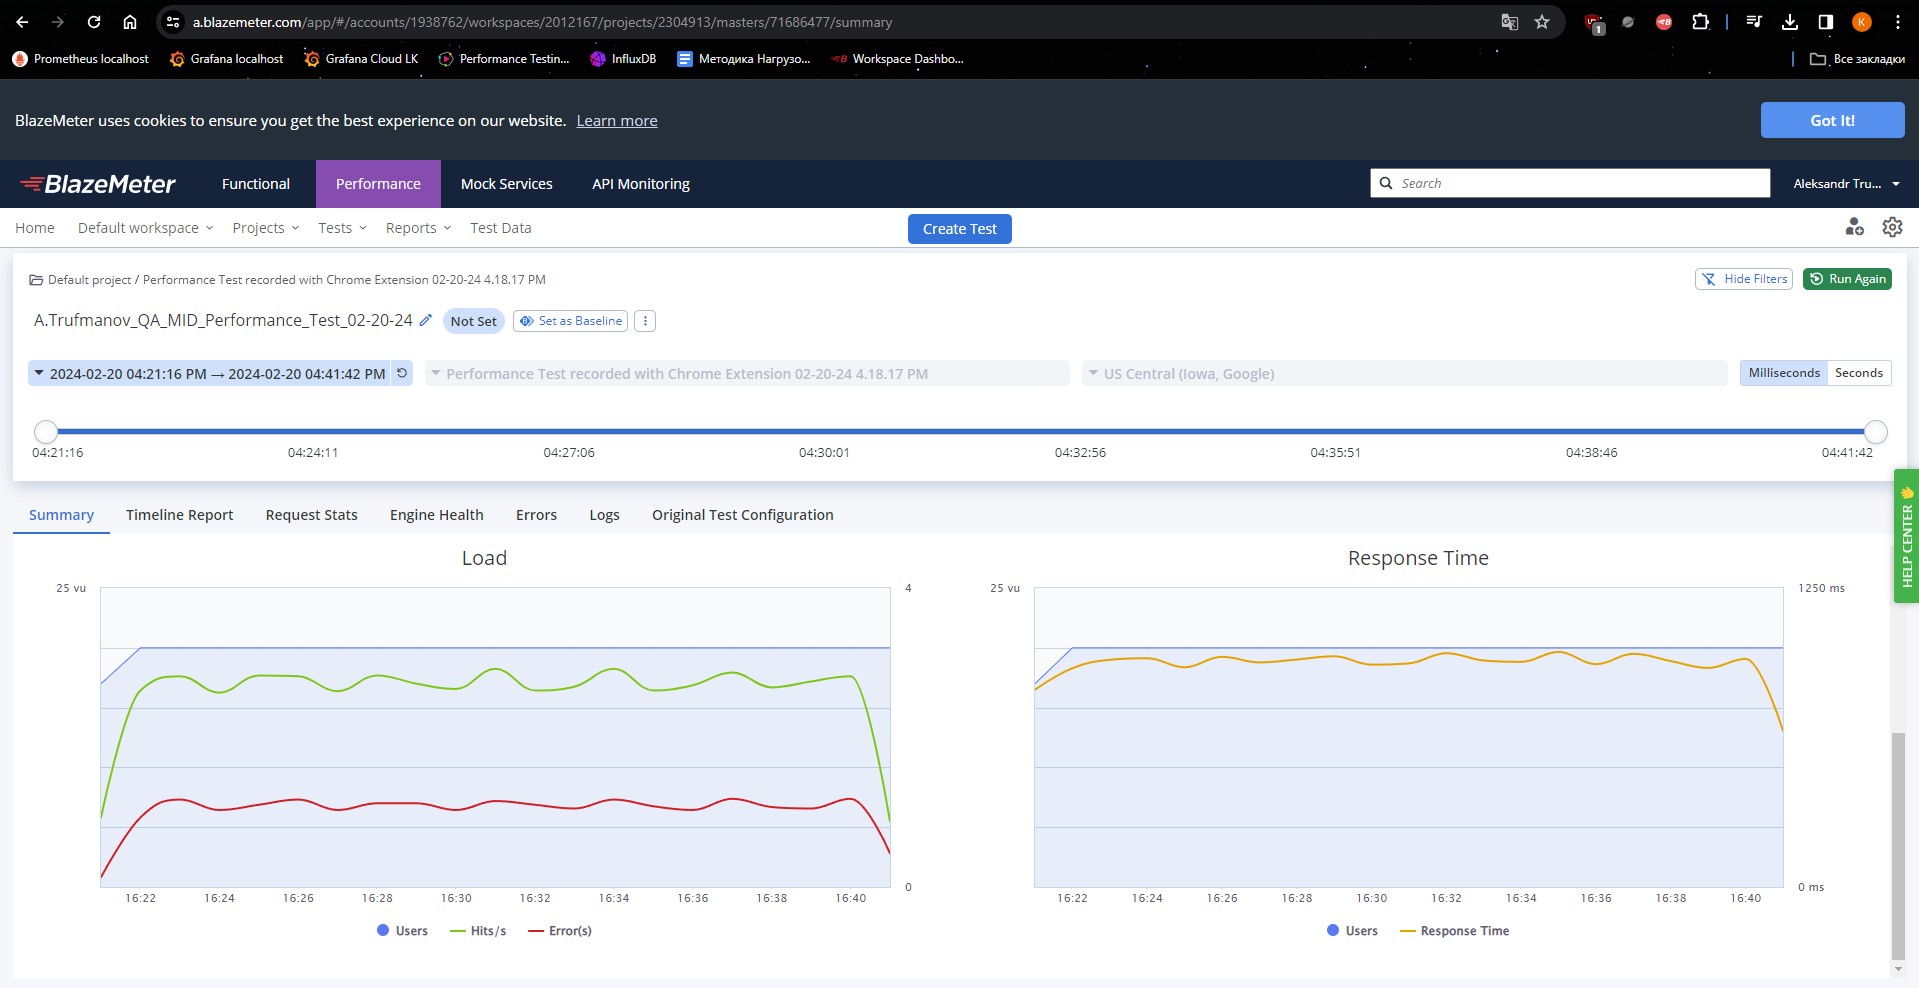 a.blazemeter.com/app/#/accounts/1938762/workspaces/2012167/projects/2304913/masters/71686477/summary
1
K
Prometheus localhost
Grafana localhost
Grafana Cloud LK
Performance Testin...
InfluxDB
Методика Нагрузо...
Workspace Dashbo...
Все закладки
BlazeMeter uses cookies to ensure you get the best experience on our website. Learn more
Got It!
BlazeMeter
Functional
Performance
Mock Services
API Monitoring
Search
Aleksandr Tru...
Home
Default workspace
Projects
Tests
Reports
Test Data
Create Test
Default project / Performance Test recorded with Chrome Extension 02-20-24 4.18.17 PM
Hide Filters
Run Again
A.Trufmanov_QA_MID_Performance_Test_02-20-24
Not Set
Set as Baseline
2024-02-20 04:21:16 PM → 2024-02-20 04:41:42 PM
Performance Test recorded with Chrome Extension 02-20-24 4.18.17 PM
US Central (Iowa, Google)
Milliseconds
Seconds
04:21:16
04:24:11
04:27:06
04:30:01
04:32:56
04:35:51
04:38:46
04:41:42
HELP CENTER
Summary
Timeline Report
Request Stats
Engine Health
Errors
Logs
Original Test Configuration
Load
25 vu
4
0
16:22
16:24
16:26
16:28
16:30
16:32
16:34
16:36
16:38
16:40
Users
Hits/s
Error(s)
Response Time
25 vu
1250 ms
0 ms
16:22
16:24
16:26
16:28
16:30
16:32
16:34
16:36
16:38
16:40
Users
Response Time